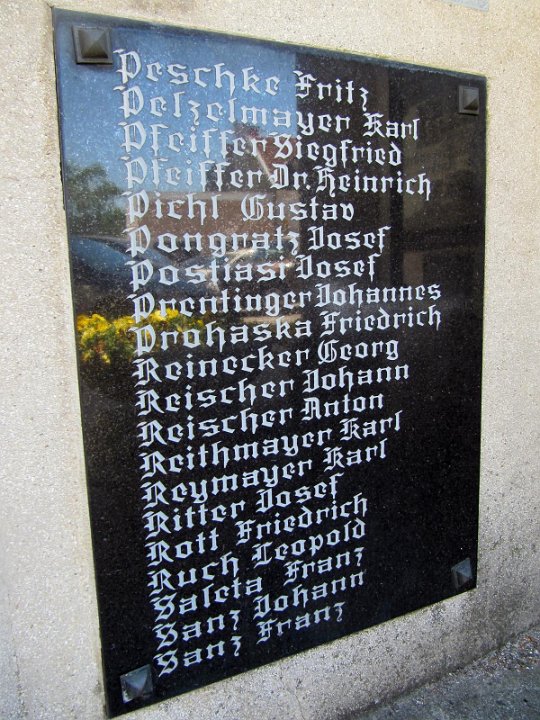 Peschke Fritz
Pelzelmayer Karl
Pfeiffer Siegfried
Pfeiffer Dr. Heinrich
Pichl Gustav
Pongratz Josef
Postiasi Josef
Prentinger Johannes
Prohaska Friedrich
Reinecker Georg
Reischer Johann
Reischer Anton
Reithmayer Karl
Reymayer Karl
Ritter Josef
Rott Friedrich
Ruch Leopold
Saleta Franz
Sanz Johann
Sanz Franz